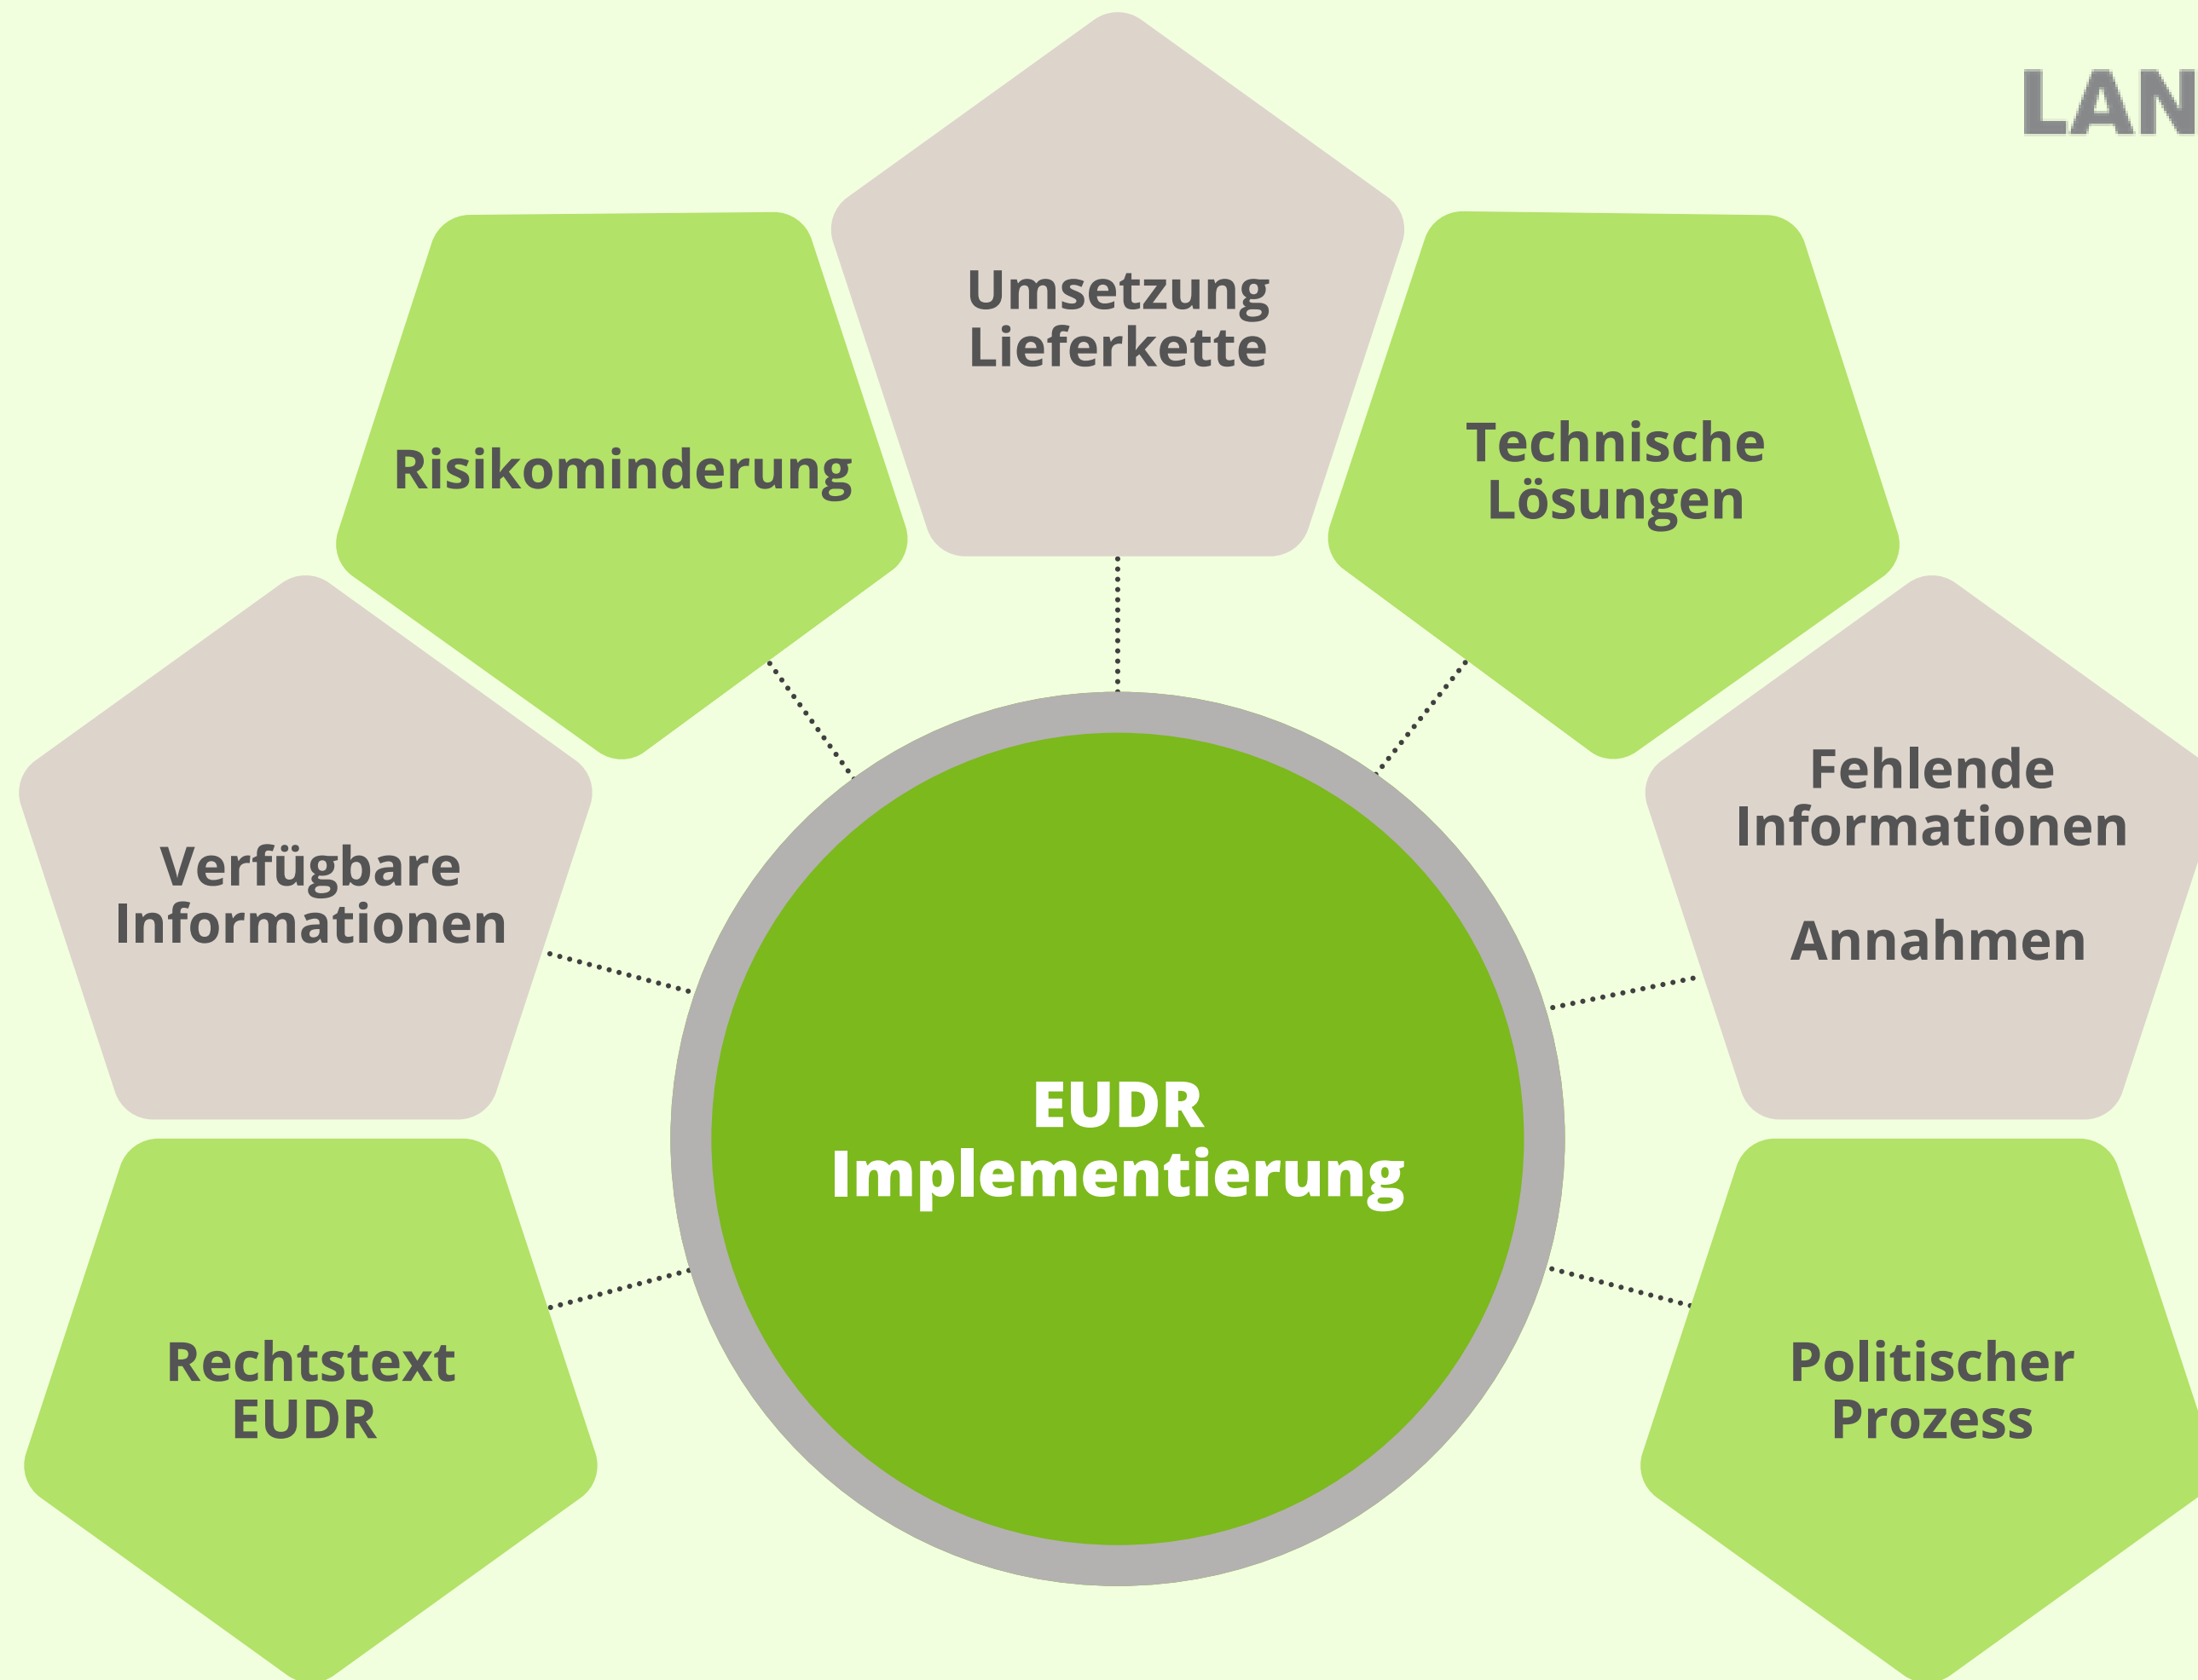 LAN
Umsetzung
Lieferkette
Risikominderung
Technische
Lösungen
Verfügbare
Informationen
Fehlende
Informationen
Annahmen
EUDR
Implementierung
Rechtstext
EUDR
Politischer
Prozess